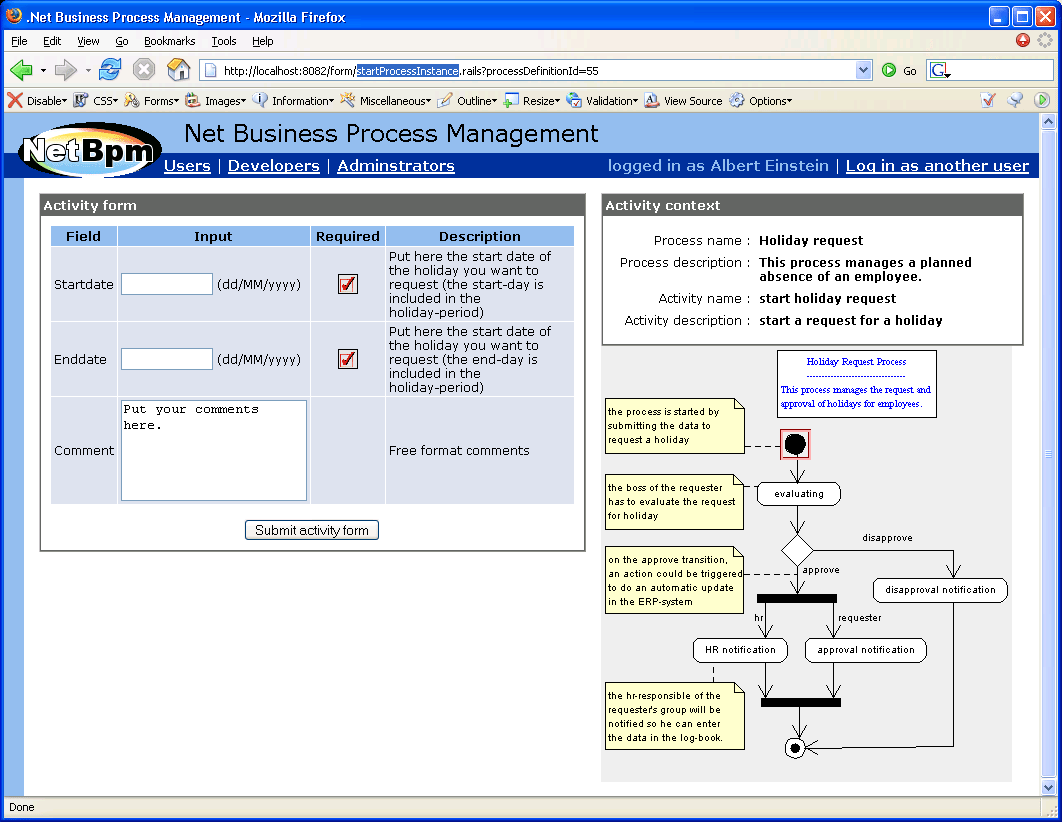 .Net Business Process Management - Mozilla Firefox
File Edit View Go Bookmarks Tools Help
http://localhost:8082/form/startProcessInstance.rails?processDefinitionId=55
Go
G
Disable CSS Forms Images Information Miscellaneous Outline Resize Validation View Source Options
NetBpm
Net Business Process Management
Users | Developers | Adminstrators
logged in as Albert Einstein | Log in as another user
Activity form
Field Input Required Description
Startdate (dd/MM/yyyy)
Put here the start date of
the holiday you want to
request (the start-day is
included in the
holiday-period)
Enddate (dd/MM/yyyy)
Put here the start date of
the holiday you want to
request (the end-day is
included in the
holiday-period)
Comment
Put your comments
here.
Free format comments
Submit activity form
Activity context
Process name : Holiday request
Process description : This process manages a planned
absence of an employee.
Activity name : start holiday request
Activity description : start a request for a holiday
Holiday Request Process
--------------------------------
This process manages the request and
approval of holidays for employees.
the process is started by
submitting the data to
request a holiday
the boss of the requester
has to evaluate the request
for holiday
evaluating
on the approve transition,
an action could be triggered
to do an automatic update
in the ERP-system
disapprove
approve
disapproval notification
hr
requester
HR notification
approval notification
the hr-responsible of the
requester's group will be
notified so he can enter
the data in the log-book.
Done